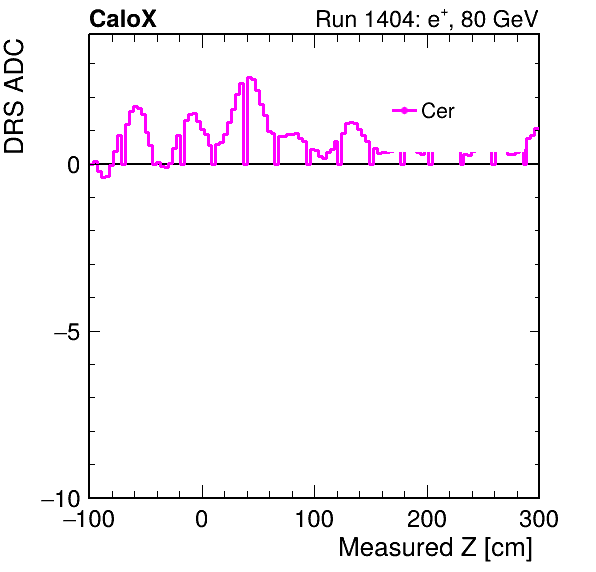 CaloX Run 1404: e+, 80 GeV
DRS ADC
Cer
0
−5
−10
−100 0 100 200 300
Measured Z [cm]